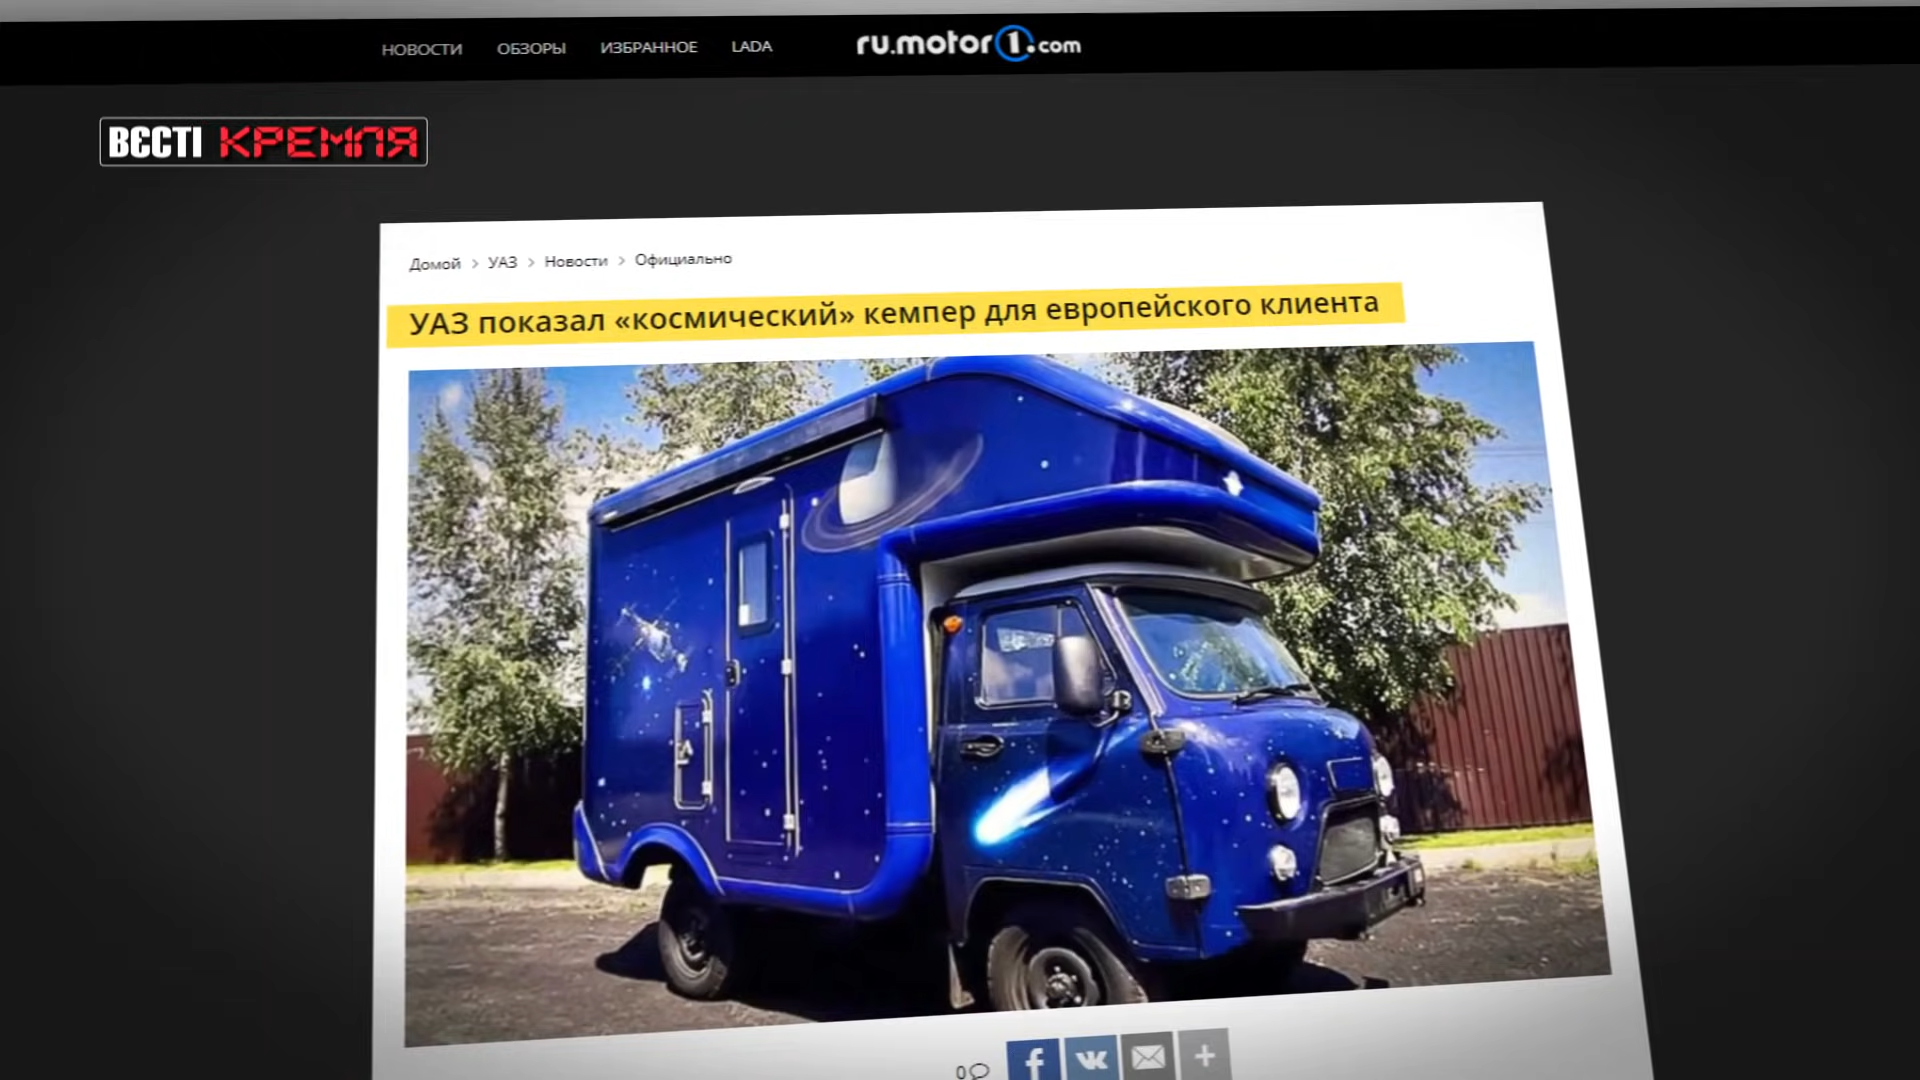 НОВОСТИ ОБЗОРЫ ИЗБРАННОЕ LADA ru.motor1.com
ВЄСТІ КРЕМЛЯ
Домой > УАЗ > Новости > Официально
УАЗ показал «космический» кемпер для европейского клиента
0